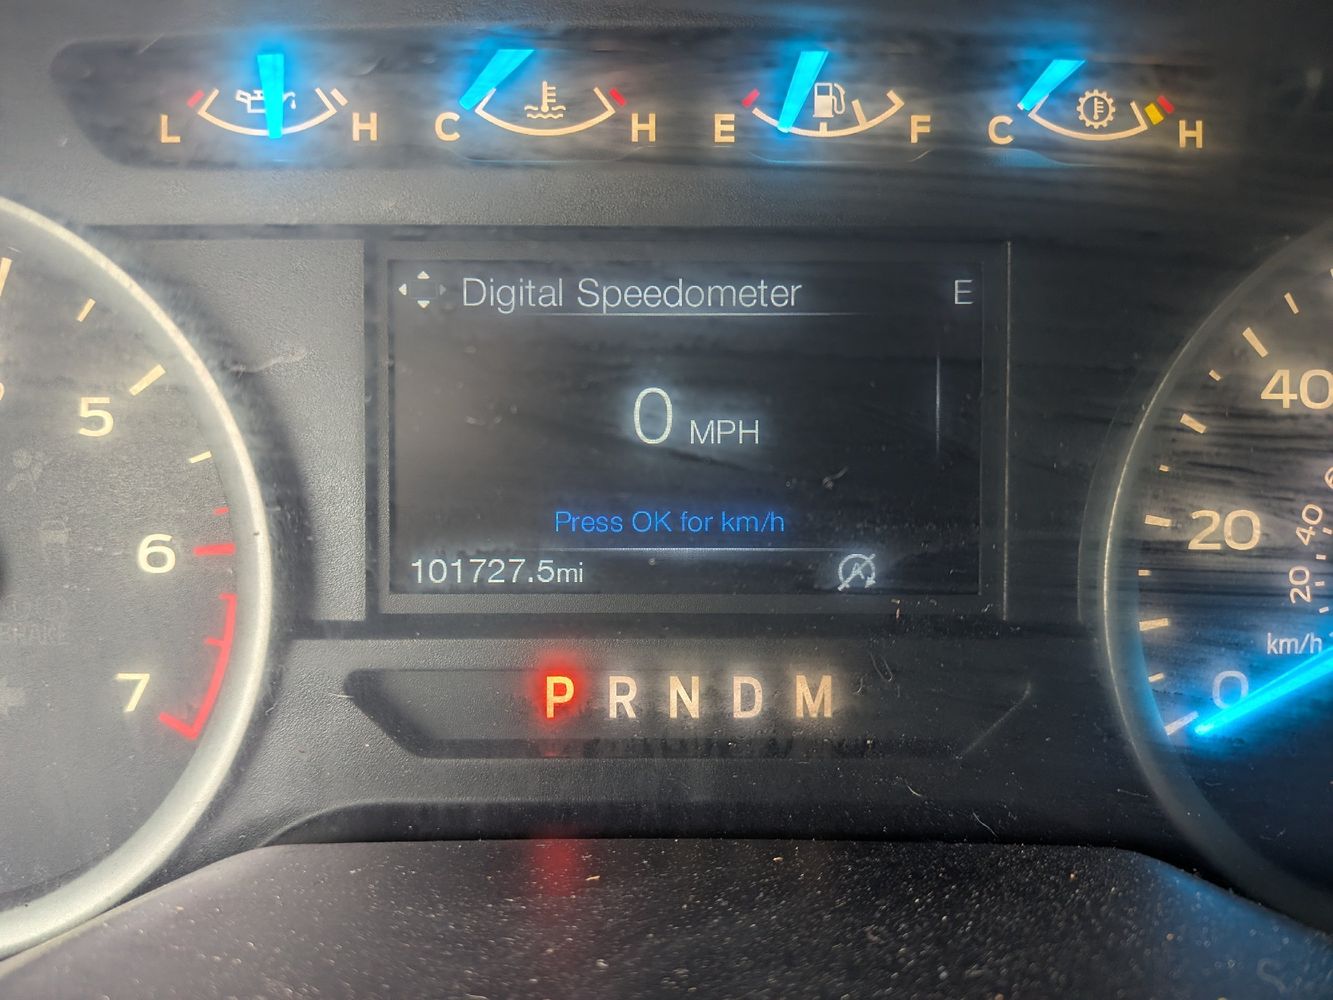 L H C H E F C H
Digital Speedometer E
0 MPH
Press OK for km/h
101727.5mi
P R N D M
5
6
7
40
20
0
40
20
km/h